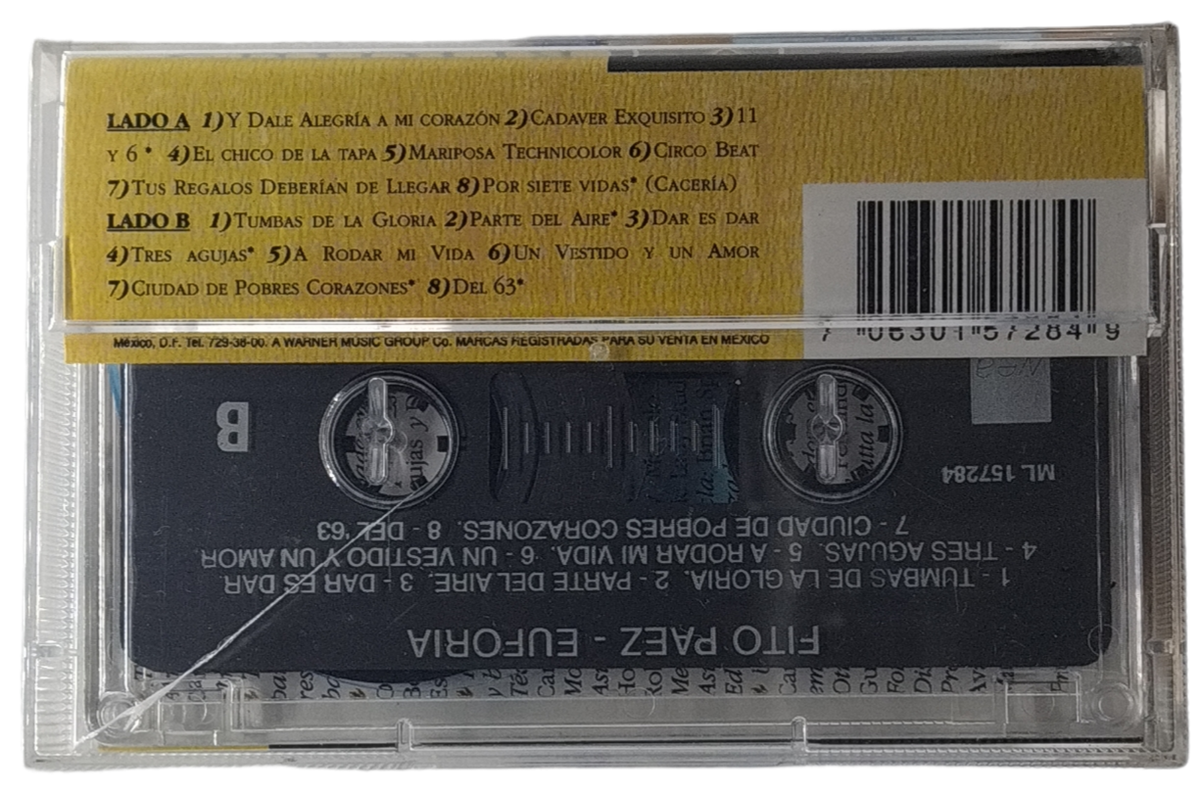 LADO A 1)Y DALE ALEGRÍA A MI CORAZÓN 2)CADAVER EXQUISITO 3)11
Y 6* 4)EL CHICO DE LA TAPA 5)MARIPOSA TECHNICOLOR 6)CIRCO BEAT
7)TUS REGALOS DEBERÍAN DE LLEGAR 8)POR SIETE VIDAS* (CACERÍA)
LADO B 1)TUMBAS DE LA GLORIA 2)PARTE DEL AIRE* 3)DAR ES DAR
4)TRES AGUJAS* 5)A RODAR MI VIDA 6)UN VESTIDO Y UN AMOR
7)CIUDAD DE POBRES CORAZONES* 8)DEL 63*
México, D.F. Tel. 729-38-00. A WARNER MUSIC GROUP Co. MARCAS REGISTRADAS PARA SU VENTA EN MEXICO
7 06301 57284 9
FITO PAEZ - EUFORIA
1 - TUMBAS DE LA GLORIA. 2 - PARTE DEL AIRE. 3 - DAR ES DAR.
4 - TRES AGUJAS. 5 - A RODAR MI VIDA. 6 - UN VESTIDO Y UN AMOR.
7 - CIUDAD DE POBRES CORAZONES. 8 - DEL '63
ML 157284
B
wea